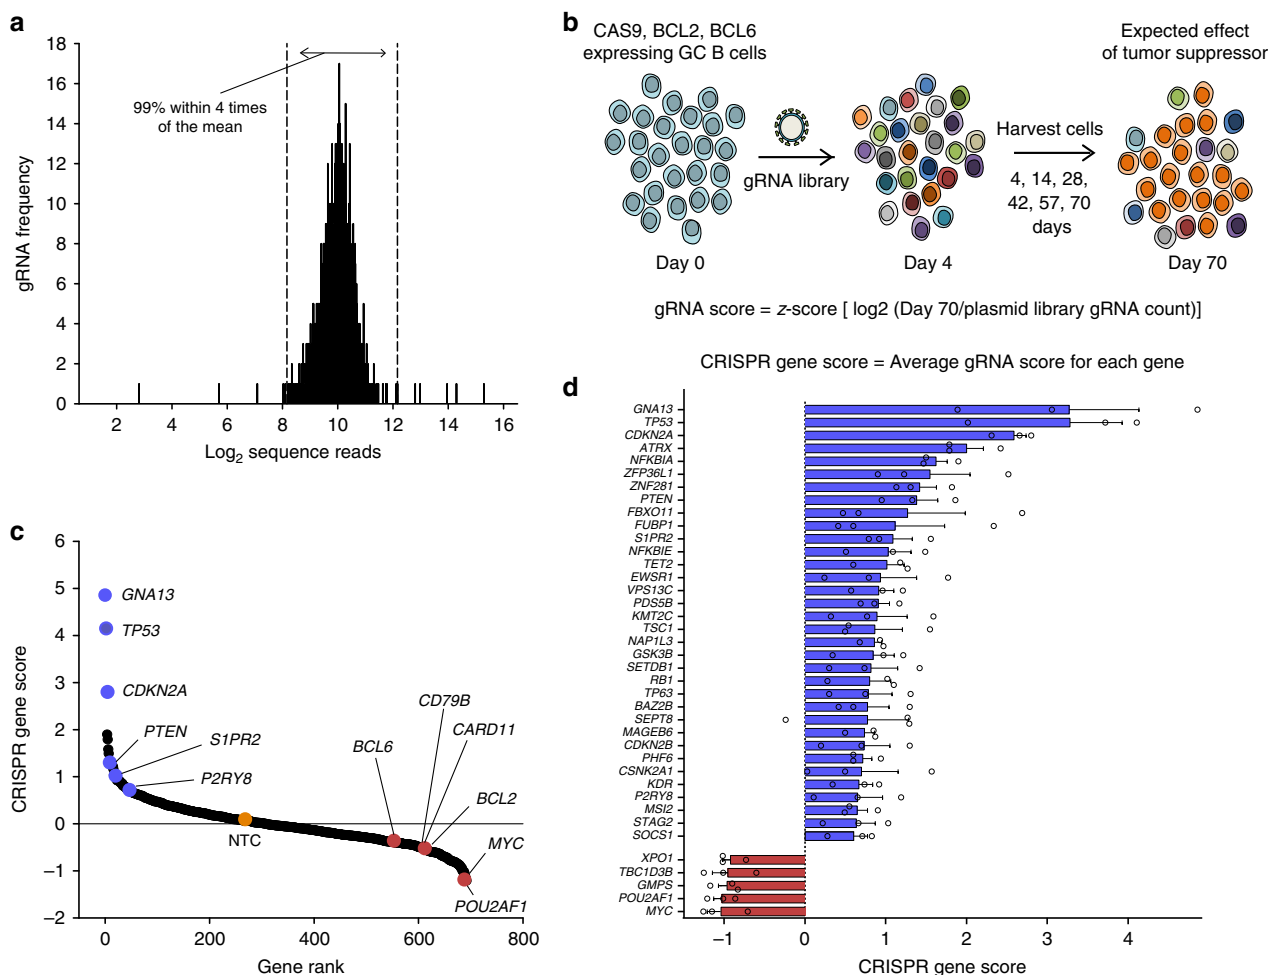 a
18
16
14
12
10
8
6
4
2
0
gRNA frequency
99% within 4 times
of the mean
2
4
6
8
10
12
14
16
Log2 sequence reads
b
CAS9, BCL2, BCL6
expressing GC B cells
Expected effect
of tumor suppressor
gRNA library
Harvest cells
4, 14, 28,
42, 57, 70
days
Day 0
Day 4
Day 70
gRNA score = z-score [ log2 (Day 70/plasmid library gRNA count)]
CRISPR gene score = Average gRNA score for each gene
c
6
5
4
3
2
1
0
−1
−2
CRISPR gene score
GNA13
TP53
CDKN2A
PTEN
S1PR2
P2RY8
NTC
BCL6
CD79B
CARD11
BCL2
MYC
POU2AF1
0
200
400
600
800
Gene rank
d
GNA13
TP53
CDKN2A
ATRX
NFKBIA
ZFP36L1
ZNF281
PTEN
FBXO11
FUBP1
S1PR2
NFKBIE
TET2
EWSR1
VPS13C
PDS5B
KMT2C
TSC1
NAP1L3
GSK3B
SETDB1
RB1
TP63
BAZ2B
SEPT8
MAGEB6
CDKN2B
PHF6
CSNK2A1
KDR
P2RY8
MSI2
STAG2
SOCS1
XPO1
TBC1D3B
GMPS
POU2AF1
MYC
−1
0
1
2
3
4
CRISPR gene score